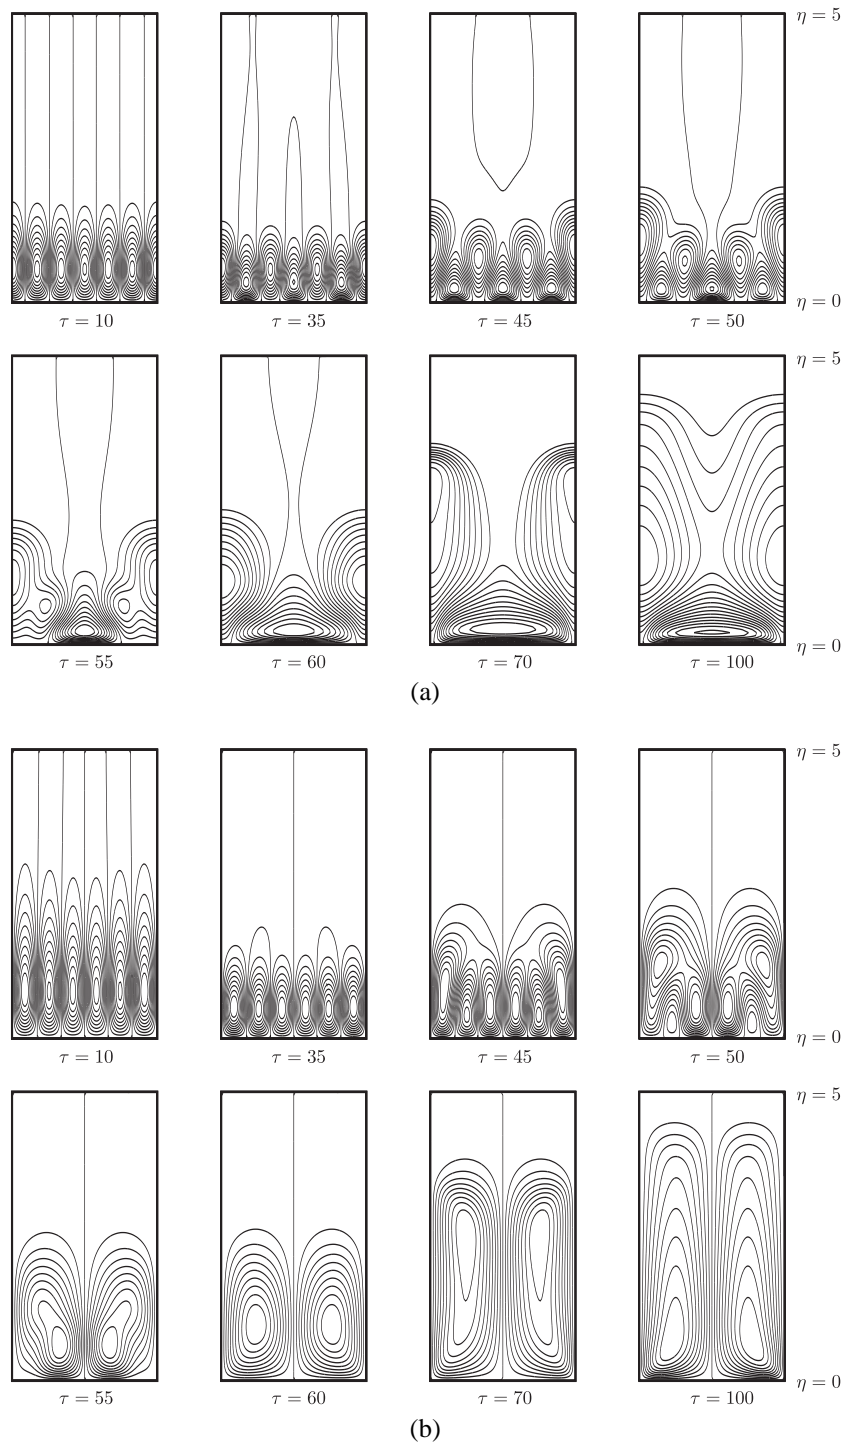 η = 5
η = 0
τ = 10 τ = 35 τ = 45 τ = 50
η = 5
η = 0
τ = 55 τ = 60 τ = 70 τ = 100
(a)
η = 5
η = 0
τ = 10 τ = 35 τ = 45 τ = 50
η = 5
η = 0
τ = 55 τ = 60 τ = 70 τ = 100
(b)